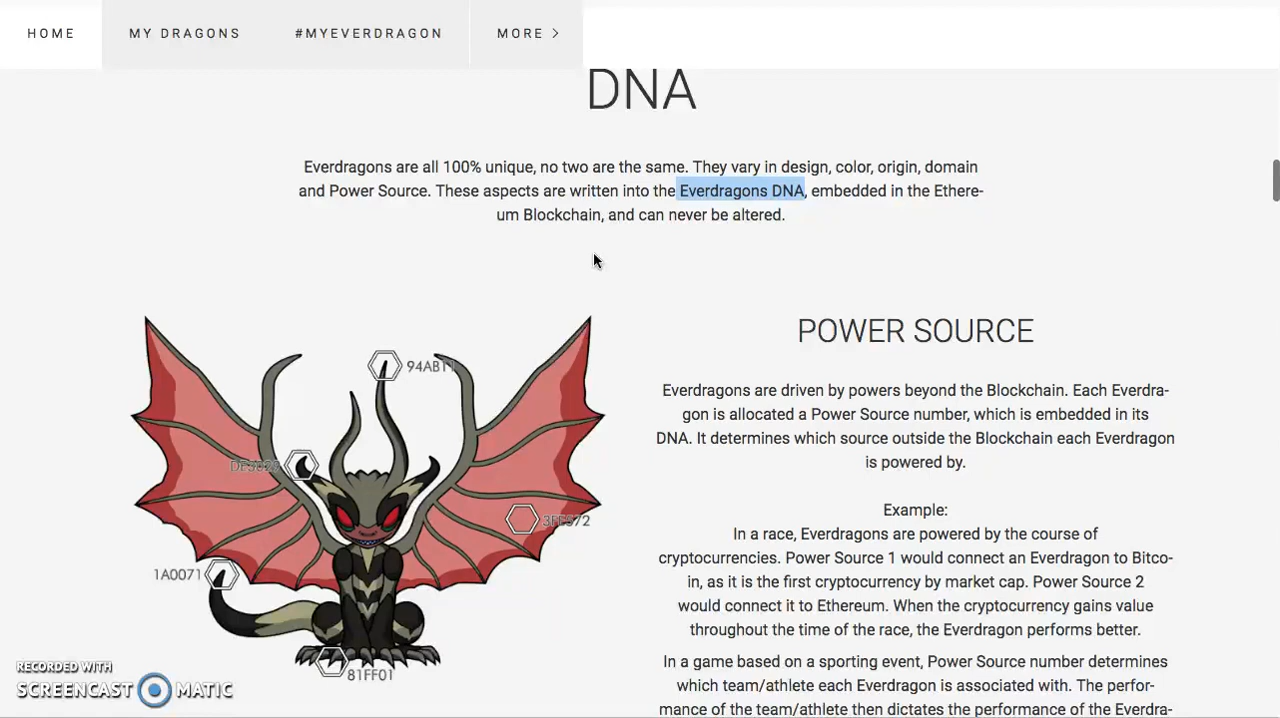 HOME
MY DRAGONS
#MYEVERDRAGON
MORE >
DNA
Everdragons are all 100% unique, no two are the same. They vary in design, color, origin, domain
and Power Source. These aspects are written into the Everdragons DNA, embedded in the Ethere-
um Blockchain, and can never be altered.
94AB11
DE3029
3FE572
1A0071
81FF01
POWER SOURCE
Everdragons are driven by powers beyond the Blockchain. Each Everdra-
gon is allocated a Power Source number, which is embedded in its
DNA. It determines which source outside the Blockchain each Everdragon
is powered by.
Example:
In a race, Everdragons are powered by the course of
cryptocurrencies. Power Source 1 would connect an Everdragon to Bitco-
in, as it is the first cryptocurrency by market cap. Power Source 2
would connect it to Ethereum. When the cryptocurrency gains value
throughout the time of the race, the Everdragon performs better.
In a game based on a sporting event, Power Source number determines
which team/athlete each Everdragon is associated with. The perfor-
mance of the team/athlete then dictates the performance of the Everdra-
RECORDED WITH
SCREENCAST MATIC